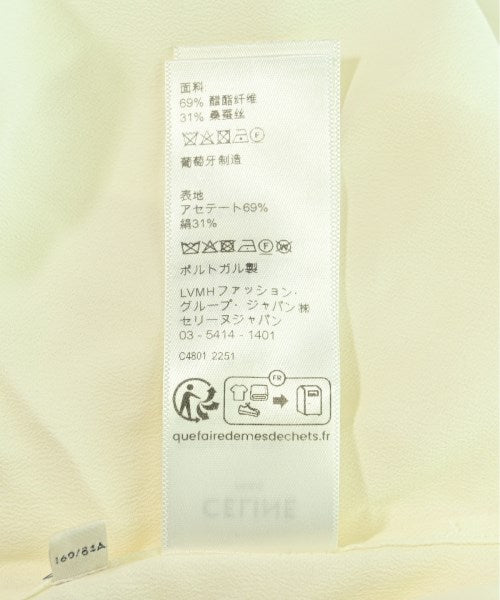 面料:
69% 醋酯纤维
31% 桑蚕丝
F
葡萄牙制造
表地
アセテート69%
絹31%
F W
ポルトガル製
LVMHファッション・
グループ・ジャパン㈱
セリーヌジャパン
03 - 5414 - 1401
C4801 2251
FR
quefairedemesdechets.fr
CELINE
160/84A